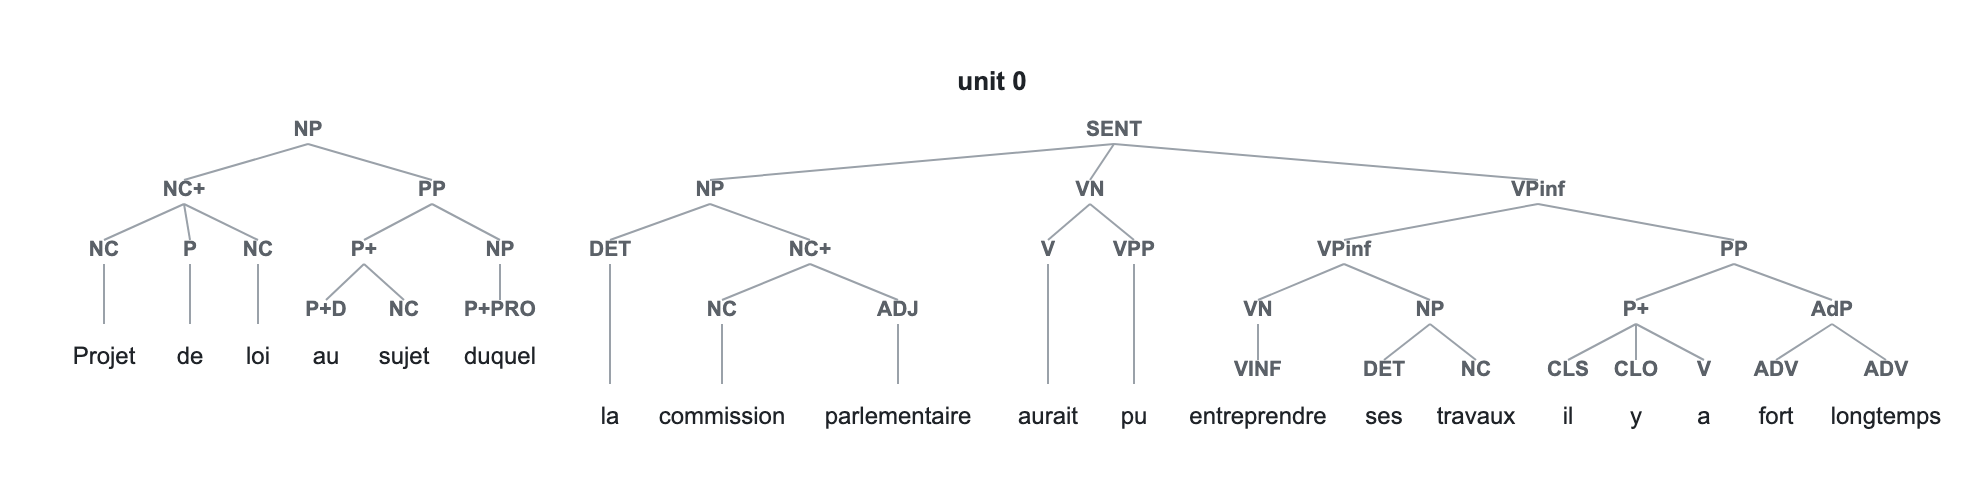 unit 0
NP SENT
NC+ PP NP VN VPinf
NC P NC P+ NP DET NC+ V VPP VPinf PP
P+D NC P+PRO NC ADJ VN NP P+ AdP
Projet de loi au sujet duquel VINF DET NC CLS CLO V ADV ADV
la commission parlementaire aurait pu entreprendre ses travaux il y a fort longtemps